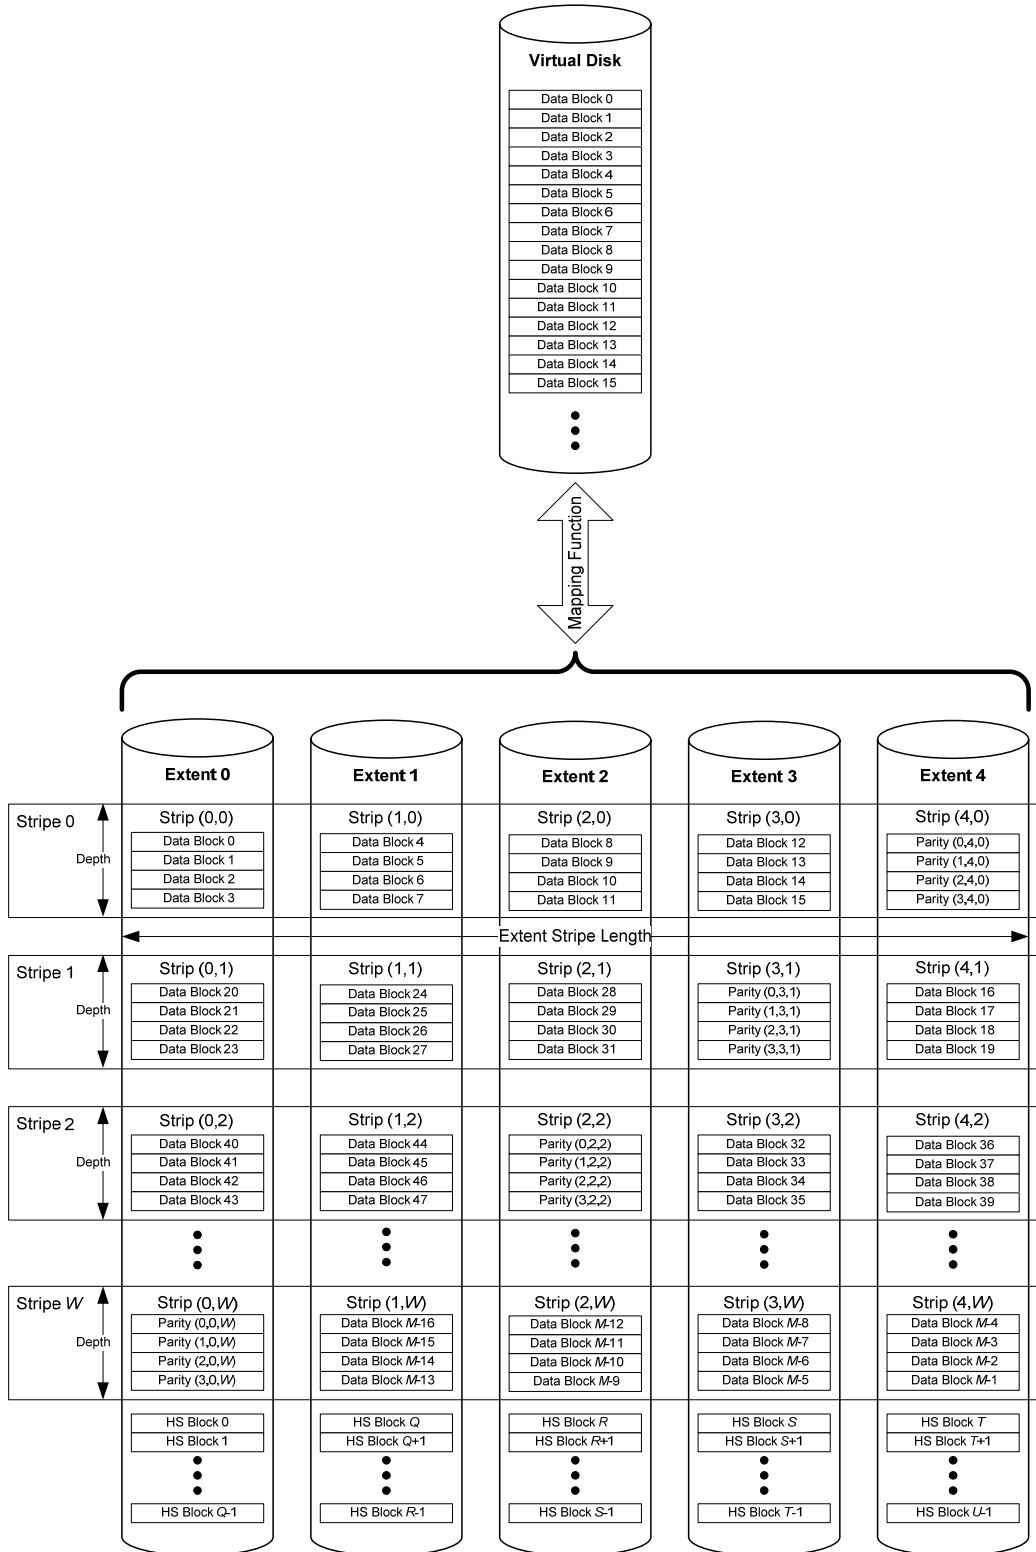 Virtual Disk
Data Block 0
Data Block 1
Data Block 2
Data Block 3
Data Block 4
Data Block 5
Data Block 6
Data Block 7
Data Block 8
Data Block 9
Data Block 10
Data Block 11
Data Block 12
Data Block 13
Data Block 14
Data Block 15
Mapping Function
Extent 0
Extent 1
Extent 2
Extent 3
Extent 4
Stripe 0
Depth
Strip (0,0)
Data Block 0
Data Block 1
Data Block 2
Data Block 3
Strip (1,0)
Data Block 4
Data Block 5
Data Block 6
Data Block 7
Strip (2,0)
Data Block 8
Data Block 9
Data Block 10
Data Block 11
Strip (3,0)
Data Block 12
Data Block 13
Data Block 14
Data Block 15
Strip (4,0)
Parity (0,4,0)
Parity (1,4,0)
Parity (2,4,0)
Parity (3,4,0)
Extent Stripe Length
Stripe 1
Depth
Strip (0,1)
Data Block 20
Data Block 21
Data Block 22
Data Block 23
Strip (1,1)
Data Block 24
Data Block 25
Data Block 26
Data Block 27
Strip (2,1)
Data Block 28
Data Block 29
Data Block 30
Data Block 31
Strip (3,1)
Parity (0,3,1)
Parity (1,3,1)
Parity (2,3,1)
Parity (3,3,1)
Strip (4,1)
Data Block 16
Data Block 17
Data Block 18
Data Block 19
Stripe 2
Depth
Strip (0,2)
Data Block 40
Data Block 41
Data Block 42
Data Block 43
Strip (1,2)
Data Block 44
Data Block 45
Data Block 46
Data Block 47
Strip (2,2)
Parity (0,2,2)
Parity (1,2,2)
Parity (2,2,2)
Parity (3,2,2)
Strip (3,2)
Data Block 32
Data Block 33
Data Block 34
Data Block 35
Strip (4,2)
Data Block 36
Data Block 37
Data Block 38
Data Block 39
Stripe W
Depth
Strip (0,W)
Parity (0,0,W)
Parity (1,0,W)
Parity (2,0,W)
Parity (3,0,W)
Strip (1,W)
Data Block M-16
Data Block M-15
Data Block M-14
Data Block M-13
Strip (2,W)
Data Block M-12
Data Block M-11
Data Block M-10
Data Block M-9
Strip (3,W)
Data Block M-8
Data Block M-7
Data Block M-6
Data Block M-5
Strip (4,W)
Data Block M-4
Data Block M-3
Data Block M-2
Data Block M-1
HS Block 0
HS Block 1
HS Block Q-1
HS Block Q
HS Block Q+1
HS Block R-1
HS Block R
HS Block R+1
HS Block S-1
HS Block S
HS Block S+1
HS Block T-1
HS Block T
HS Block T+1
HS Block U-1